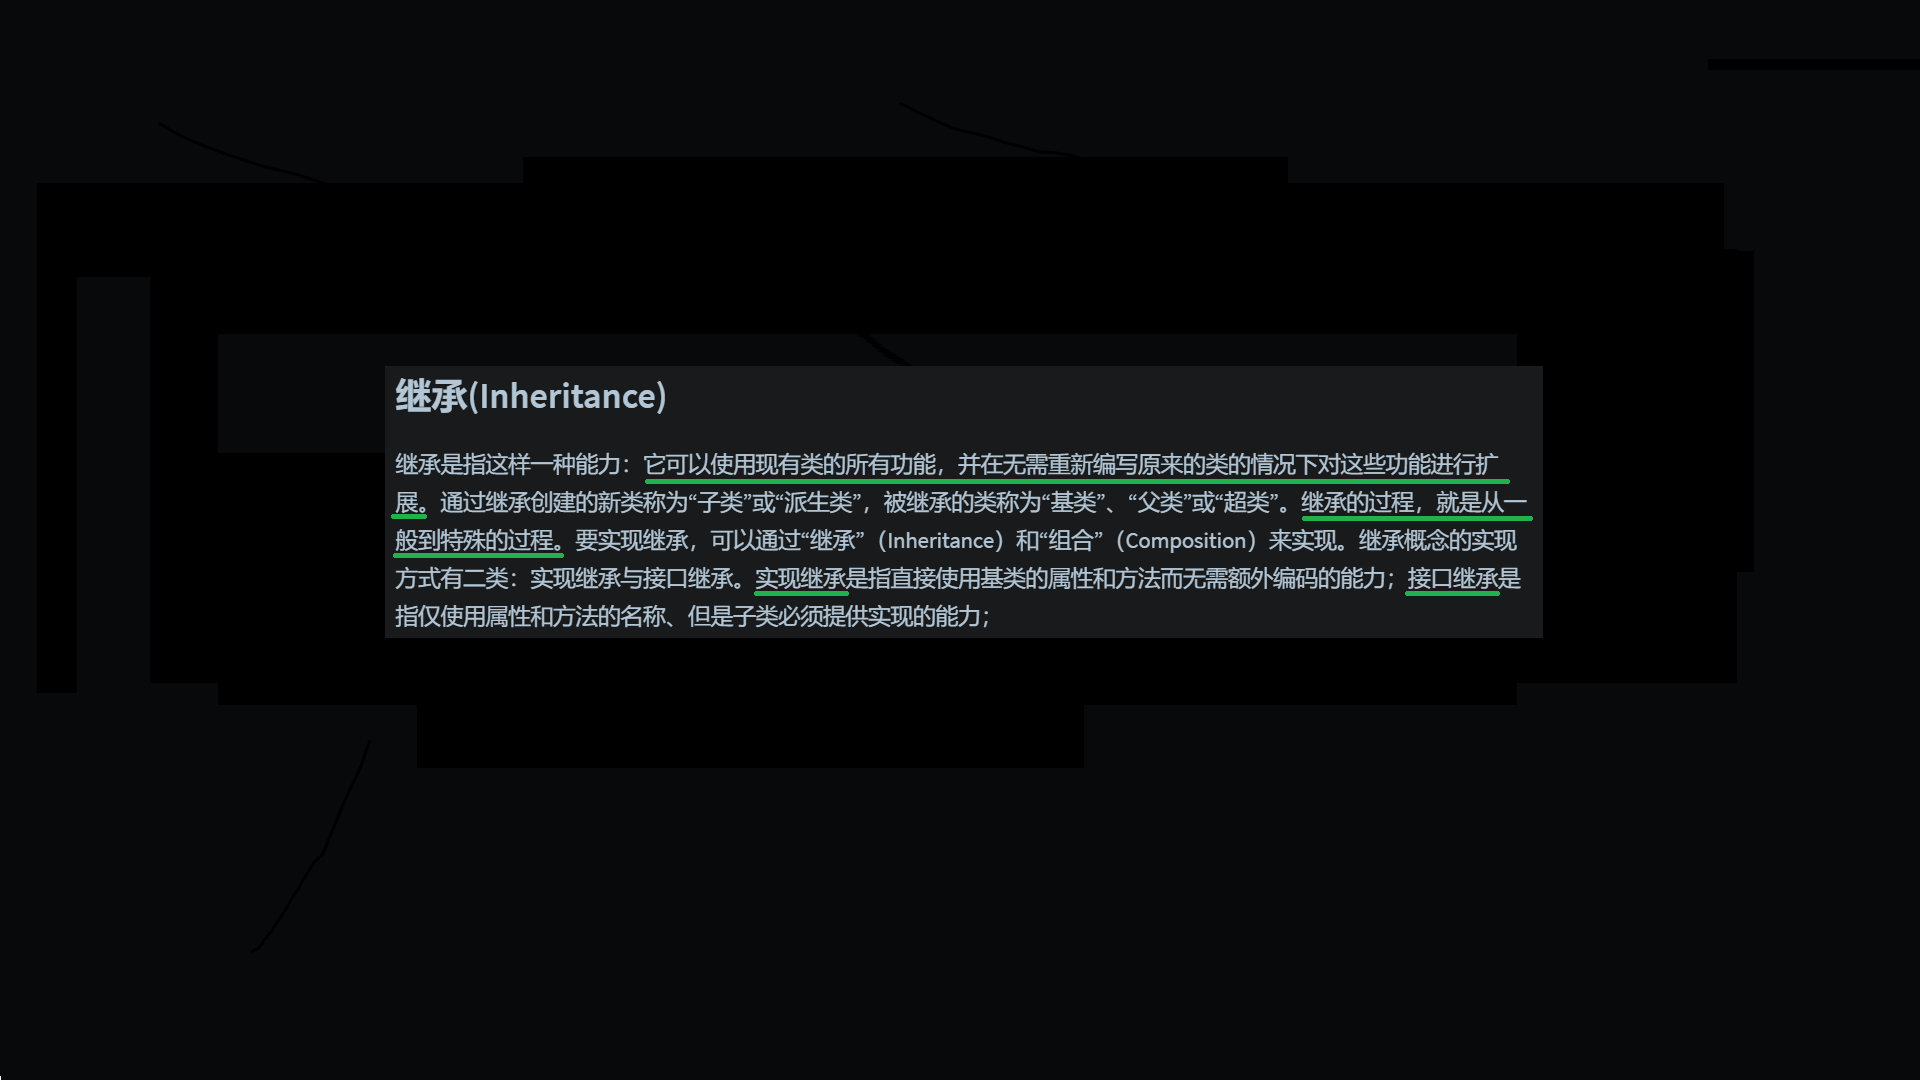 继承(Inheritance)
继承是指这样一种能力：它可以使用现有类的所有功能，并在无需重新编写原来的类的情况下对这些功能进行扩
展。通过继承创建的新类称为“子类”或“派生类”，被继承的类称为“基类”、“父类”或“超类”。继承的过程，就是从一
般到特殊的过程。要实现继承，可以通过“继承”（Inheritance）和“组合”（Composition）来实现。继承概念的实现
方式有二类：实现继承与接口继承。实现继承是指直接使用基类的属性和方法而无需额外编码的能力；接口继承是
指仅使用属性和方法的名称、但是子类必须提供实现的能力；